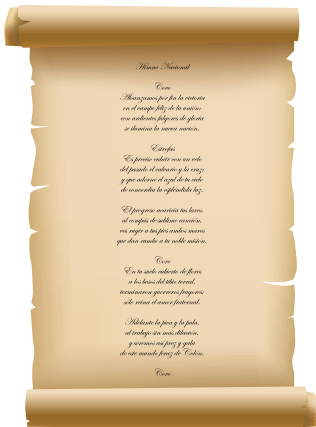 Himno Nacional
Coro
Alcanzamos por fin la victoria
en el campo feliz de la unión;
con ardientes fulgores de gloria
se ilumina la nueva nación.
Estrofas
Es preciso cubrir con un velo
del pasado el calvario y la cruz;
y que adorne el azul de tu cielo
de concordia la espléndida luz.
El progreso acaricia tus lares.
al compás de sublime canción,
ves rugir a tus pies ambos mares
que dan rumbo a tu noble misión.
Coro
En tu suelo cubierto de flores
a los besos del tibio terral,
terminaron guerreros fragores;
sólo reina el amor fraternal.
Adelante la pica y la pala,
al trabajo sin más dilación,
y seremos así prez y gala
de este mundo feraz de Colón.
Coro